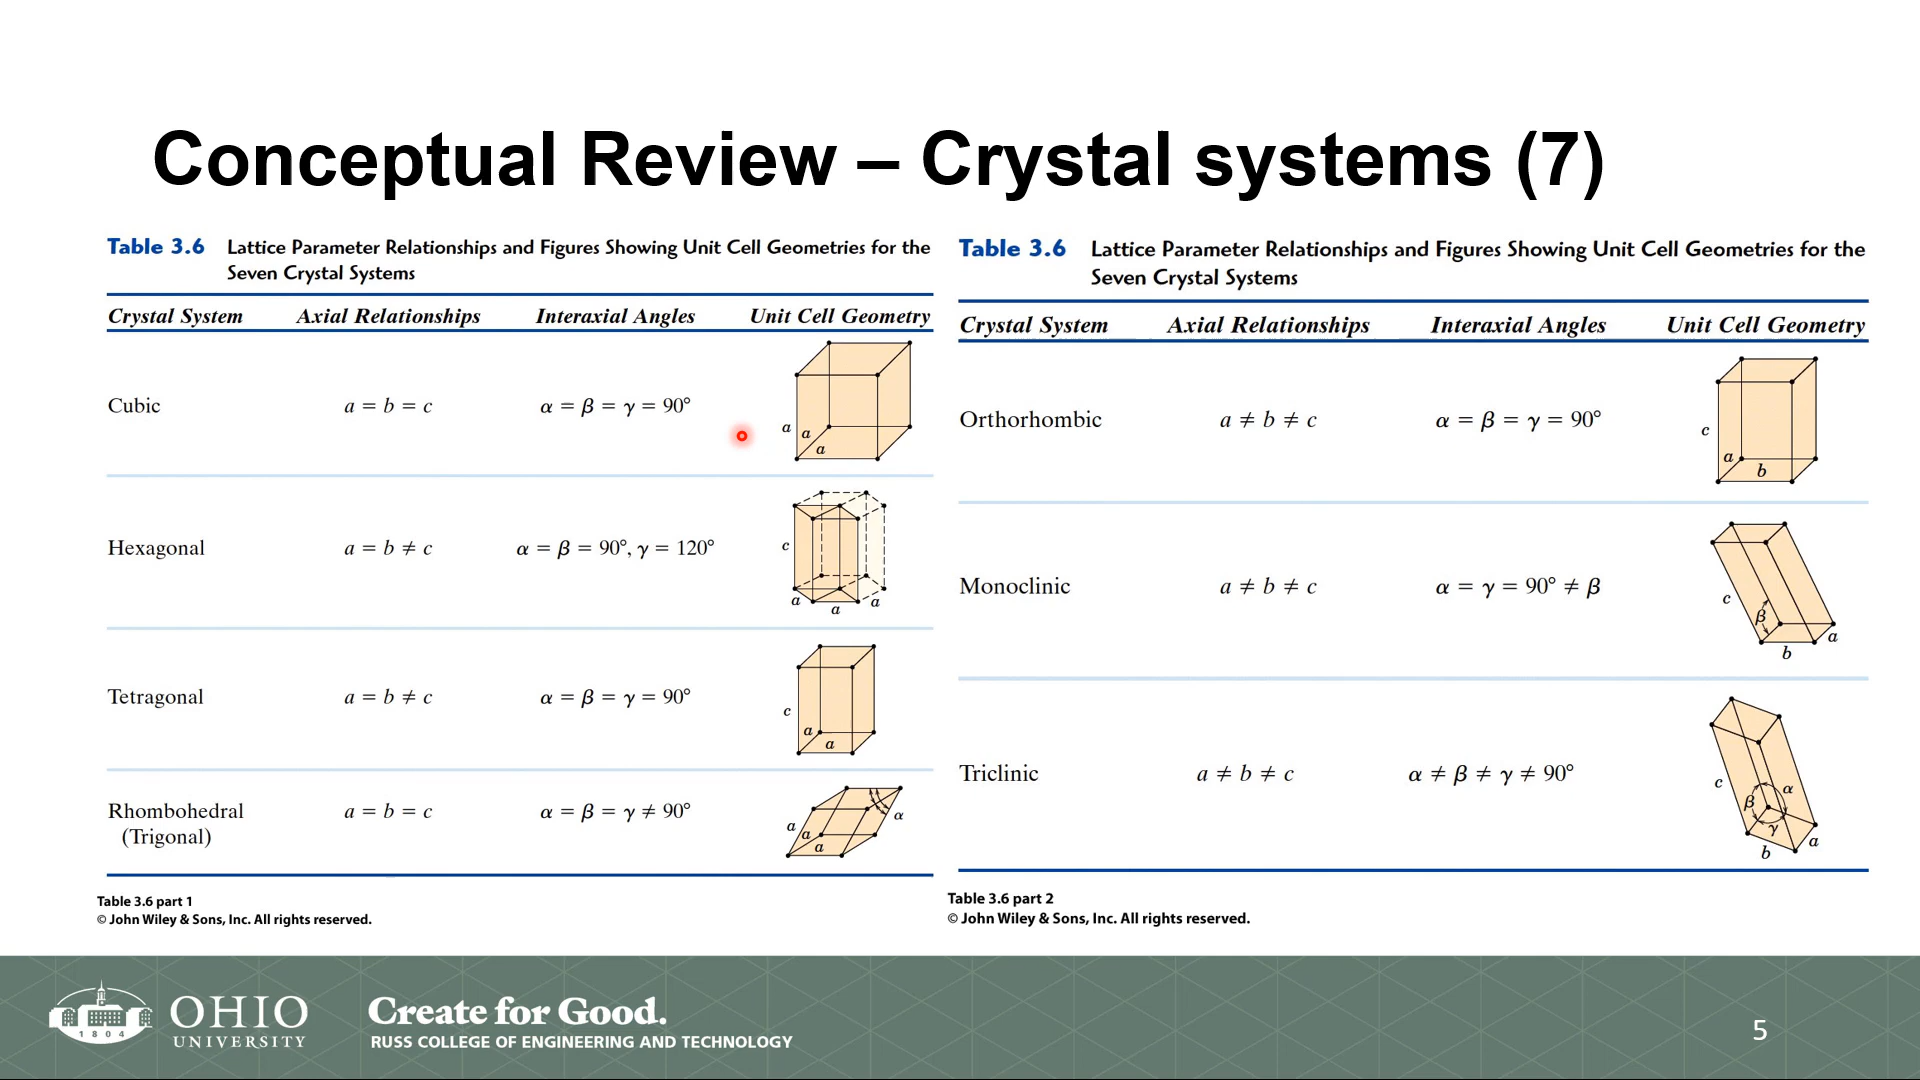 Conceptual Review – Crystal systems (7)
Table 3.6 Lattice Parameter Relationships and Figures Showing Unit Cell Geometries for the
Seven Crystal Systems
Crystal System Axial Relationships Interaxial Angles Unit Cell Geometry
Cubic a = b = c α = β = γ = 90°
a
a
a
Hexagonal a = b ≠ c α = β = 90°, γ = 120°
c
a
a
a
Tetragonal a = b ≠ c α = β = γ = 90°
c
a
a
Rhombohedral
(Trigonal) a = b = c α = β = γ ≠ 90°
a
a
a
α
Table 3.6 part 1
© John Wiley & Sons, Inc. All rights reserved.
Table 3.6 Lattice Parameter Relationships and Figures Showing Unit Cell Geometries for the
Seven Crystal Systems
Crystal System Axial Relationships Interaxial Angles Unit Cell Geometry
Orthorhombic a ≠ b ≠ c α = β = γ = 90°
c
a
b
Monoclinic a ≠ b ≠ c α = γ = 90° ≠ β
c
β
a
b
Triclinic a ≠ b ≠ c α ≠ β ≠ γ ≠ 90°
c
α
β
γ
a
b
Table 3.6 part 2
© John Wiley & Sons, Inc. All rights reserved.
1804
OHIO
UNIVERSITY
Create for Good.
RUSS COLLEGE OF ENGINEERING AND TECHNOLOGY
5